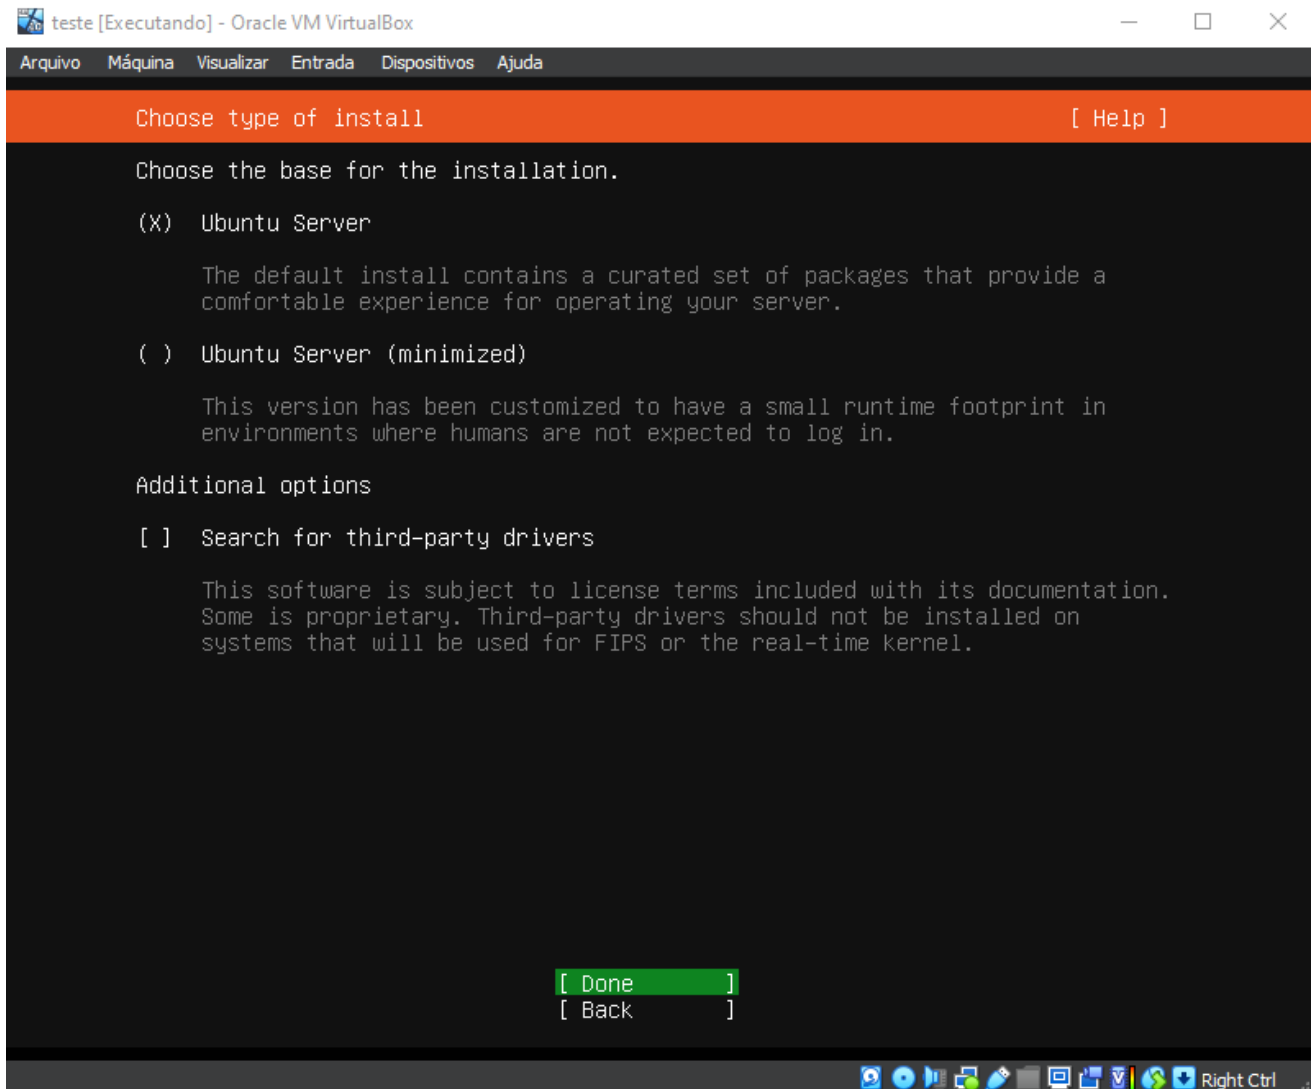 teste [Executando] - Oracle VM VirtualBox
Arquivo Máquina Visualizar Entrada Dispositivos Ajuda
Choose type of install [ Help ]
Choose the base for the installation.
(X) Ubuntu Server
The default install contains a curated set of packages that provide a
comfortable experience for operating your server.
( ) Ubuntu Server (minimized)
This version has been customized to have a small runtime footprint in
environments where humans are not expected to log in.
Additional options
[ ] Search for third-party drivers
This software is subject to license terms included with its documentation.
Some is proprietary. Third-party drivers should not be installed on
systems that will be used for FIPS or the real-time kernel.
[ Done ]
[ Back ]
Right Ctrl